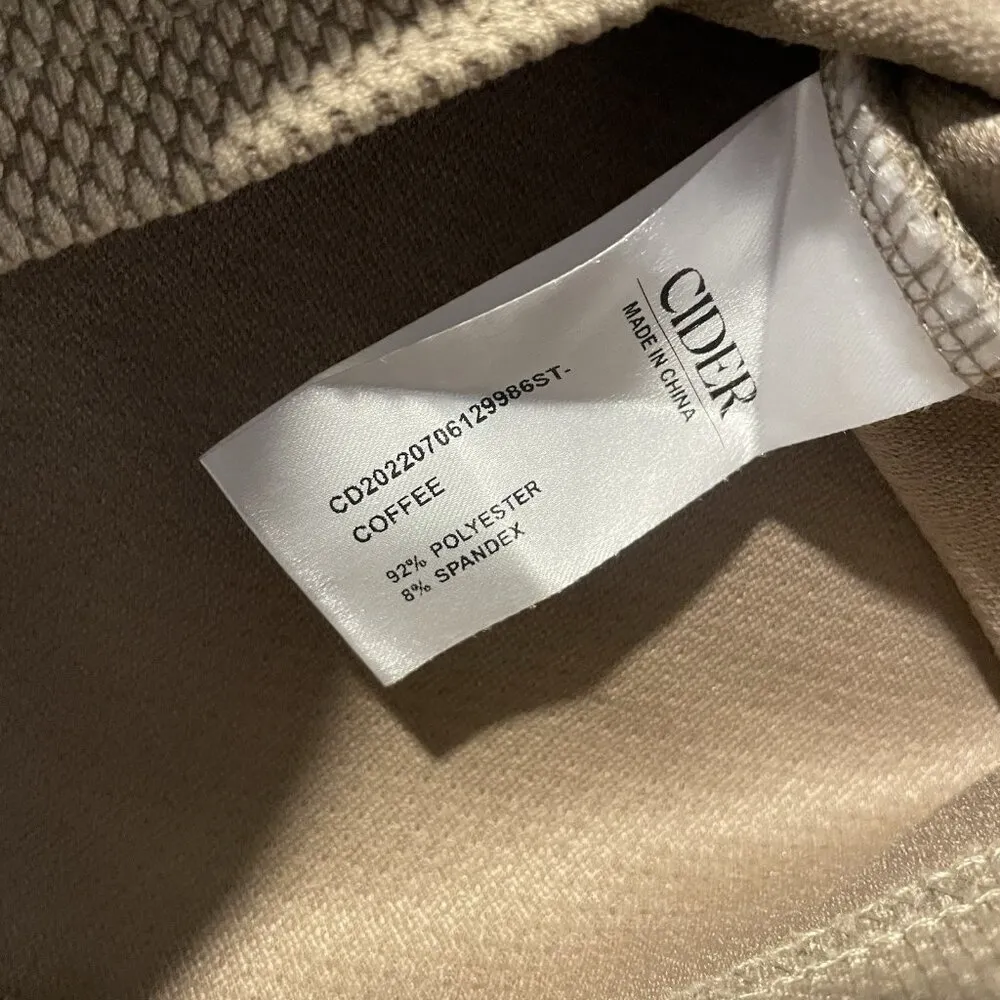 CIDER
MADE IN CHINA
CD20220706129986ST-
COFFEE
92% POLYESTER
8% SPANDEX